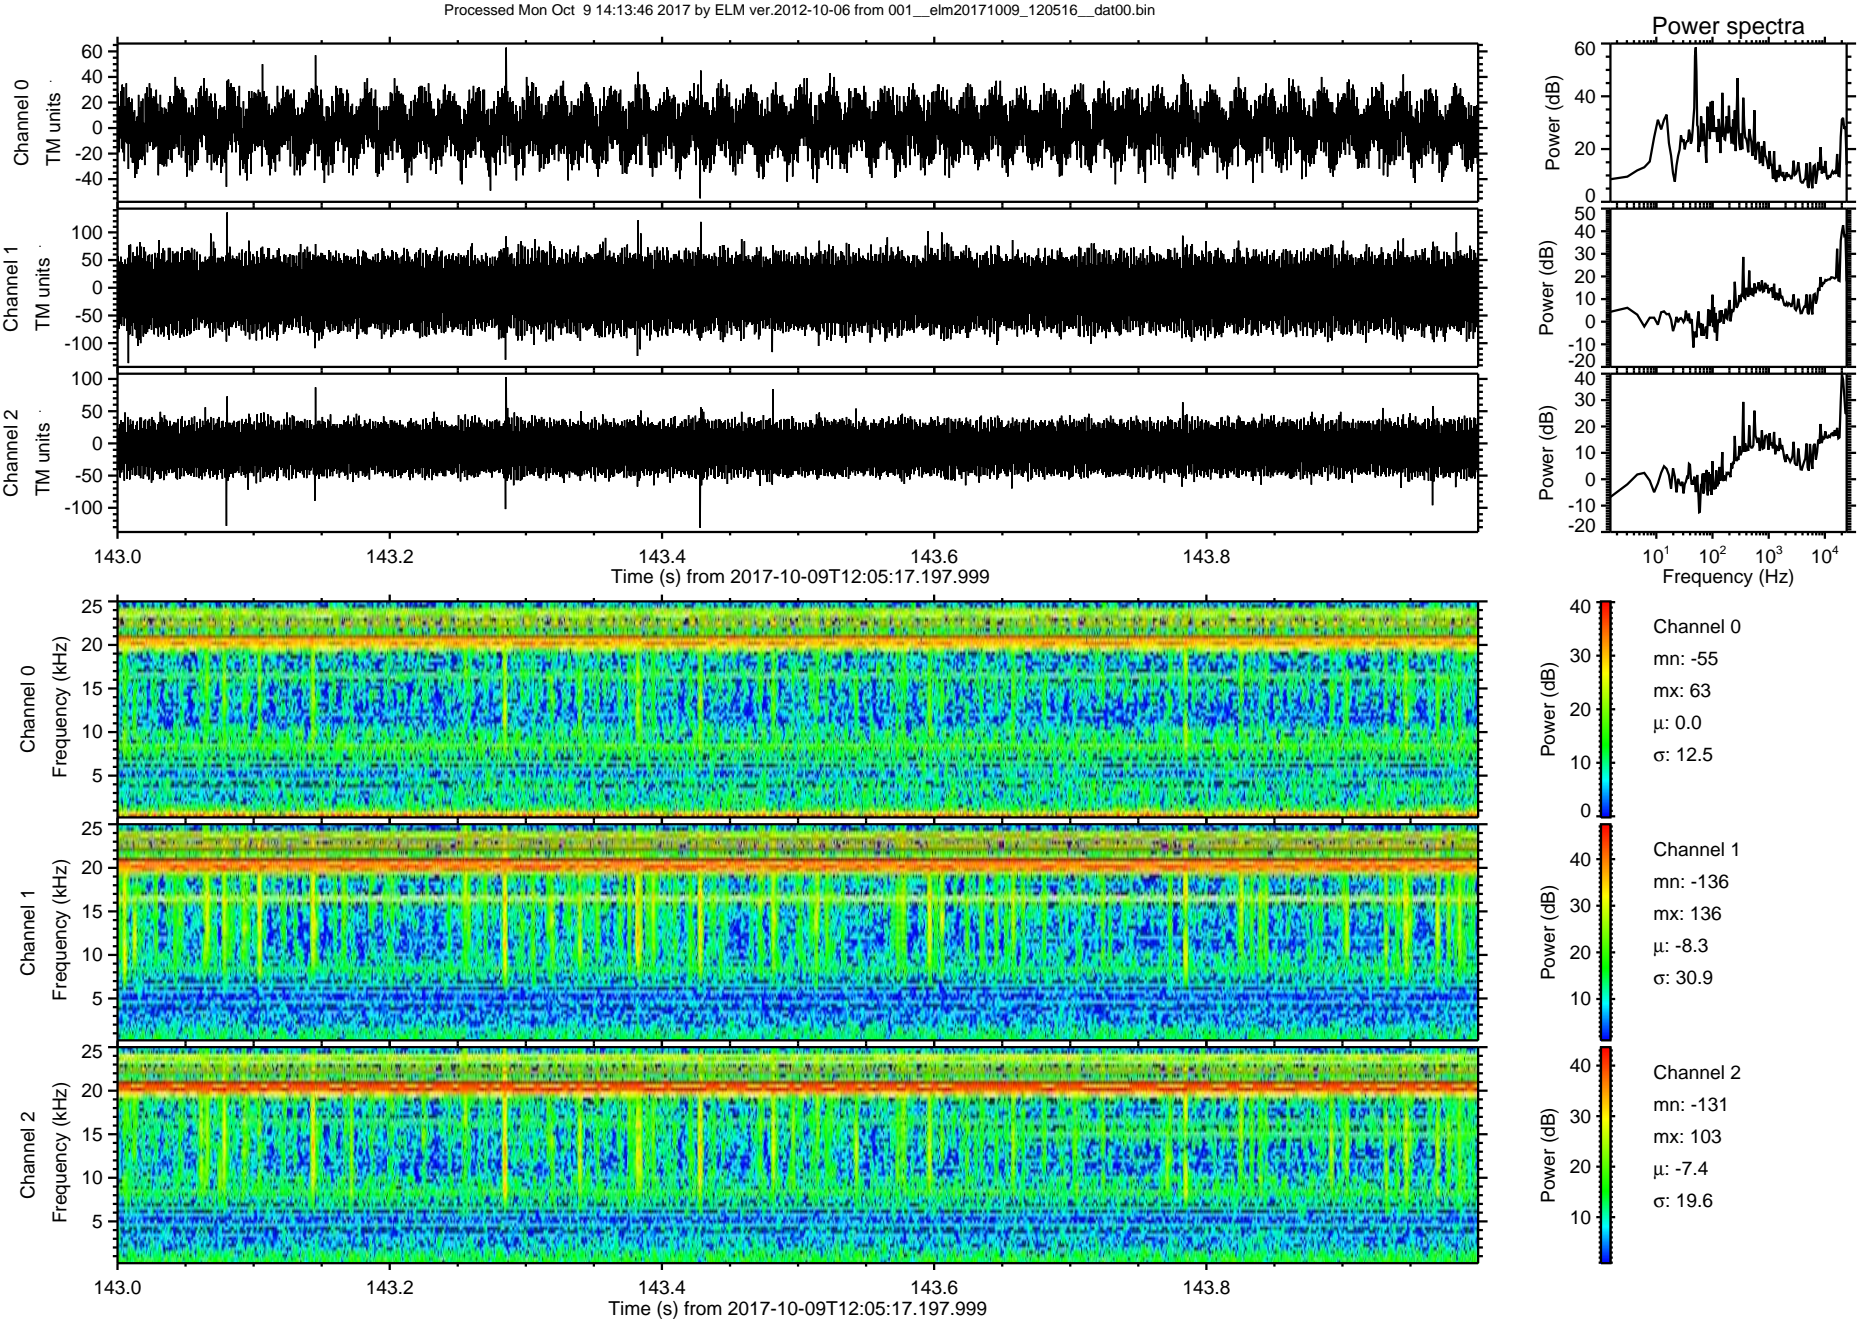 Processed Mon Oct  9 14:13:46 2017 by ELM ver.2012-10-06 from 001__elm20171009_120516__dat00.bin
Power spectra
Channel 0
TM units
60
40
20
0
-20
-40
Power (dB)
60
40
20
0
Channel 1
TM units
100
50
0
-50
-100
Power (dB)
50
40
30
20
10
0
-10
-20
Channel 2
TM units
100
50
0
-50
-100
Power (dB)
40
30
20
10
0
-10
-20
143.0 143.2 143.4 143.6 143.8
Time (s) from 2017-10-09T12:05:17.197.999
10¹ 10² 10³ 10⁴
Frequency (Hz)
Channel 0
Frequency (kHz)
25
20
15
10
5
Power (dB)
40
30
20
10
0
Channel 0
mn: -55
mx: 63
μ: 0.0
σ: 12.5
Channel 1
Frequency (kHz)
25
20
15
10
5
Power (dB)
40
30
20
10
Channel 1
mn: -136
mx: 136
μ: -8.3
σ: 30.9
Channel 2
Frequency (kHz)
25
20
15
10
5
Power (dB)
40
30
20
10
Channel 2
mn: -131
mx: 103
μ: -7.4
σ: 19.6
143.0 143.2 143.4 143.6 143.8
Time (s) from 2017-10-09T12:05:17.197.999